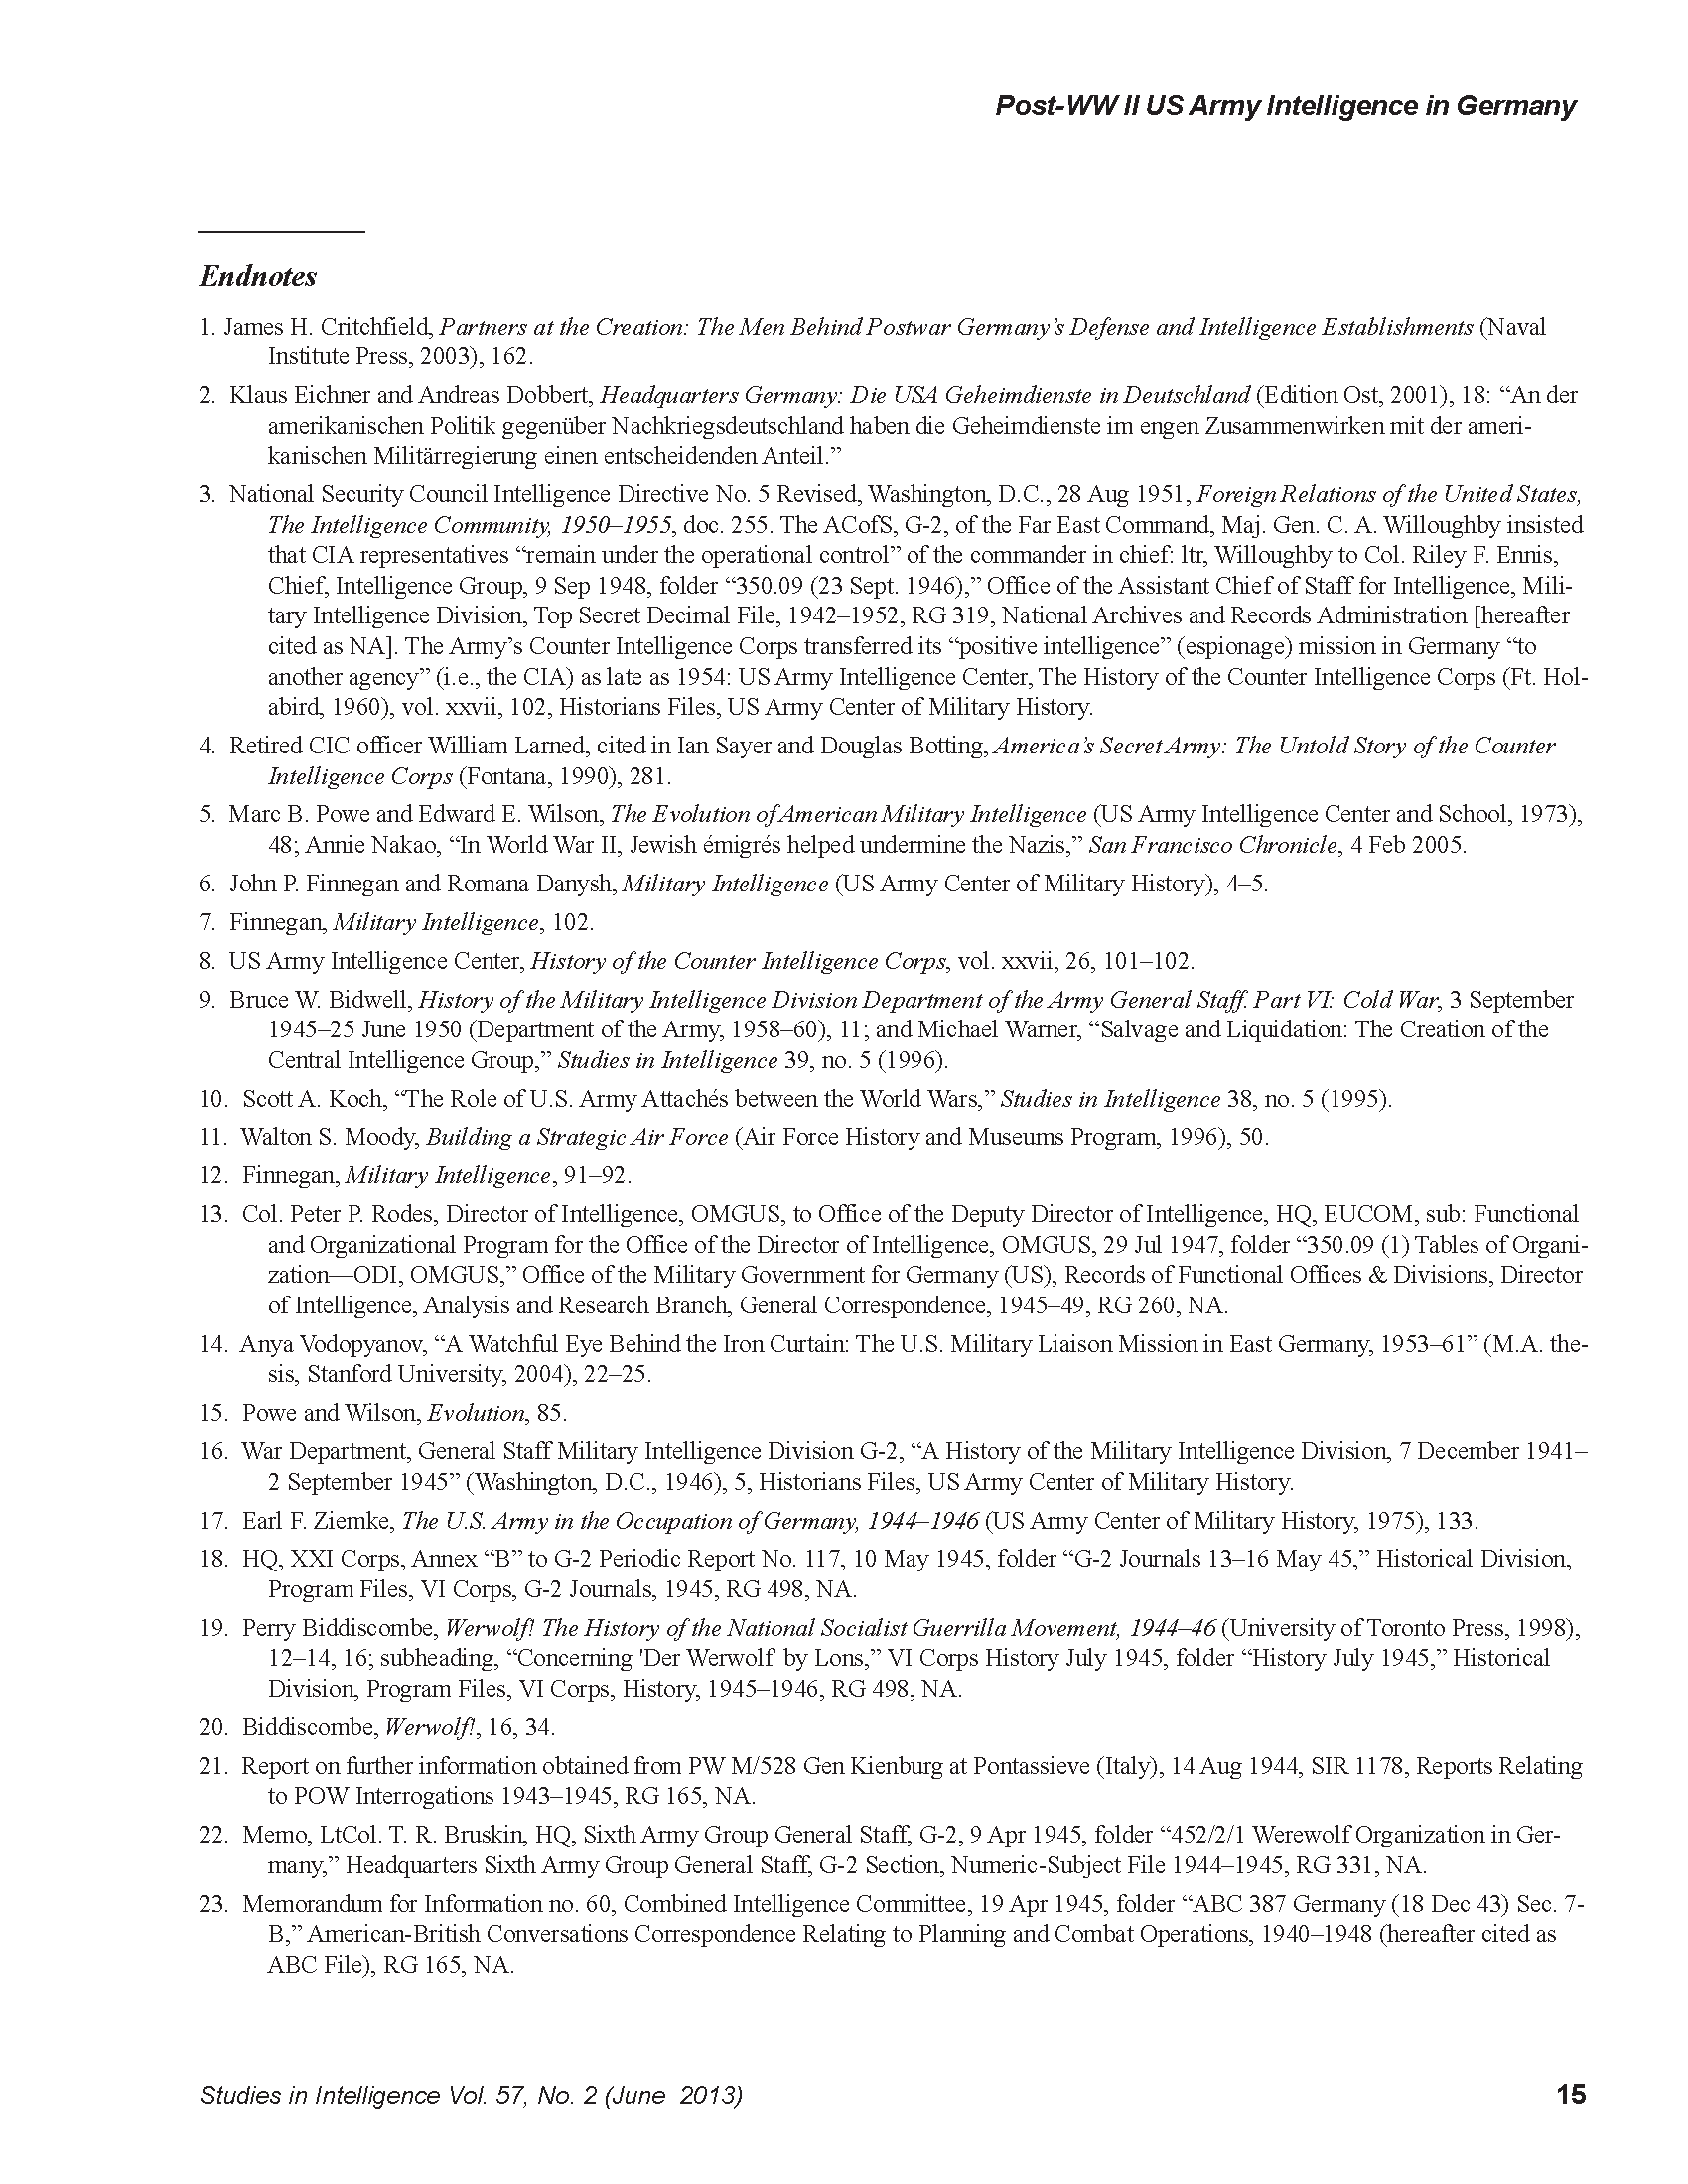 Post-WW II US Army Intelligence in Germany
Endnotes
1. James H. Critchfield, Partners at the Creation: The Men Behind Postwar Germany’s Defense and Intelligence Establishments (Naval
Institute Press, 2003), 162.
2. Klaus Eichner and Andreas Dobbert, Headquarters Germany: Die USA Geheimdienste in Deutschland (Edition Ost, 2001), 18: “An der
amerikanischen Politik gegenüber Nachkriegsdeutschland haben die Geheimdienste im engen Zusammenwirken mit der ameri-
kanischen Militärregierung einen entscheidenden Anteil.”
3. National Security Council Intelligence Directive No. 5 Revised, Washington, D.C., 28 Aug 1951, Foreign Relations of the United States,
The Intelligence Community, 1950–1955, doc. 255. The ACofS, G-2, of the Far East Command, Maj. Gen. C. A. Willoughby insisted
that CIA representatives “remain under the operational control” of the commander in chief: ltr, Willoughby to Col. Riley F. Ennis,
Chief, Intelligence Group, 9 Sep 1948, folder “350.09 (23 Sept. 1946),” Office of the Assistant Chief of Staff for Intelligence, Mili-
tary Intelligence Division, Top Secret Decimal File, 1942–1952, RG 319, National Archives and Records Administration [hereafter
cited as NA]. The Army’s Counter Intelligence Corps transferred its “positive intelligence” (espionage) mission in Germany “to
another agency” (i.e., the CIA) as late as 1954: US Army Intelligence Center, The History of the Counter Intelligence Corps (Ft. Hol-
abird, 1960), vol. xxvii, 102, Historians Files, US Army Center of Military History.
4. Retired CIC officer William Larned, cited in Ian Sayer and Douglas Botting, America’s Secret Army: The Untold Story of the Counter
Intelligence Corps (Fontana, 1990), 281.
5. Marc B. Powe and Edward E. Wilson, The Evolution of American Military Intelligence (US Army Intelligence Center and School, 1973),
48; Annie Nakao, “In World War II, Jewish émigrés helped undermine the Nazis,” San Francisco Chronicle, 4 Feb 2005.
6. John P. Finnegan and Romana Danysh, Military Intelligence (US Army Center of Military History), 4–5.
7. Finnegan, Military Intelligence, 102.
8. US Army Intelligence Center, History of the Counter Intelligence Corps, vol. xxvii, 26, 101–102.
9. Bruce W. Bidwell, History of the Military Intelligence Division Department of the Army General Staff. Part VI: Cold War, 3 September
1945–25 June 1950 (Department of the Army, 1958–60), 11; and Michael Warner, “Salvage and Liquidation: The Creation of the
Central Intelligence Group,” Studies in Intelligence 39, no. 5 (1996).
10. Scott A. Koch, “The Role of U.S. Army Attachés between the World Wars,” Studies in Intelligence 38, no. 5 (1995).
11. Walton S. Moody, Building a Strategic Air Force (Air Force History and Museums Program, 1996), 50.
12. Finnegan, Military Intelligence, 91–92.
13. Col. Peter P. Rodes, Director of Intelligence, OMGUS, to Office of the Deputy Director of Intelligence, HQ, EUCOM, sub: Functional
and Organizational Program for the Office of the Director of Intelligence, OMGUS, 29 Jul 1947, folder “350.09 (1) Tables of Organi-
zation—ODI, OMGUS,” Office of the Military Government for Germany (US), Records of Functional Offices & Divisions, Director
of Intelligence, Analysis and Research Branch, General Correspondence, 1945–49, RG 260, NA.
14. Anya Vodopyanov, “A Watchful Eye Behind the Iron Curtain: The U.S. Military Liaison Mission in East Germany, 1953–61” (M.A. the-
sis, Stanford University, 2004), 22–25.
15. Powe and Wilson, Evolution, 85.
16. War Department, General Staff Military Intelligence Division G-2, “A History of the Military Intelligence Division, 7 December 1941–
2 September 1945” (Washington, D.C., 1946), 5, Historians Files, US Army Center of Military History.
17. Earl F. Ziemke, The U.S. Army in the Occupation of Germany, 1944–1946 (US Army Center of Military History, 1975), 133.
18. HQ, XXI Corps, Annex “B” to G-2 Periodic Report No. 117, 10 May 1945, folder “G-2 Journals 13–16 May 45,” Historical Division,
Program Files, VI Corps, G-2 Journals, 1945, RG 498, NA.
19. Perry Biddiscombe, Werwolf! The History of the National Socialist Guerrilla Movement, 1944–46 (University of Toronto Press, 1998),
12–14, 16; subheading, “Concerning 'Der Werwolf' by Lons,” VI Corps History July 1945, folder “History July 1945,” Historical
Division, Program Files, VI Corps, History, 1945–1946, RG 498, NA.
20. Biddiscombe, Werwolf!, 16, 34.
21. Report on further information obtained from PW M/528 Gen Kienburg at Pontassieve (Italy), 14 Aug 1944, SIR 1178, Reports Relating
to POW Interrogations 1943–1945, RG 165, NA.
22. Memo, LtCol. T. R. Bruskin, HQ, Sixth Army Group General Staff, G-2, 9 Apr 1945, folder “452/2/1 Werewolf Organization in Ger-
many,” Headquarters Sixth Army Group General Staff, G-2 Section, Numeric-Subject File 1944–1945, RG 331, NA.
23. Memorandum for Information no. 60, Combined Intelligence Committee, 19 Apr 1945, folder “ABC 387 Germany (18 Dec 43) Sec. 7-
B,” American-British Conversations Correspondence Relating to Planning and Combat Operations, 1940–1948 (hereafter cited as
ABC File), RG 165, NA.
Studies in Intelligence Vol. 57, No. 2 (June 2013)
15